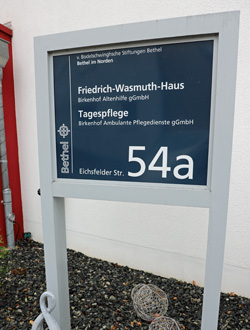 v. Bodelschwinghsche Stiftungen Bethel
Bethel im Norden
Friedrich-Wasmuth-Haus
Birkenhof Altenhilfe gGmbH
Tagespflege
Birkenhof Ambulante Pflegedienste gGmbH
Bethel
Eichsfelder Str. 54a